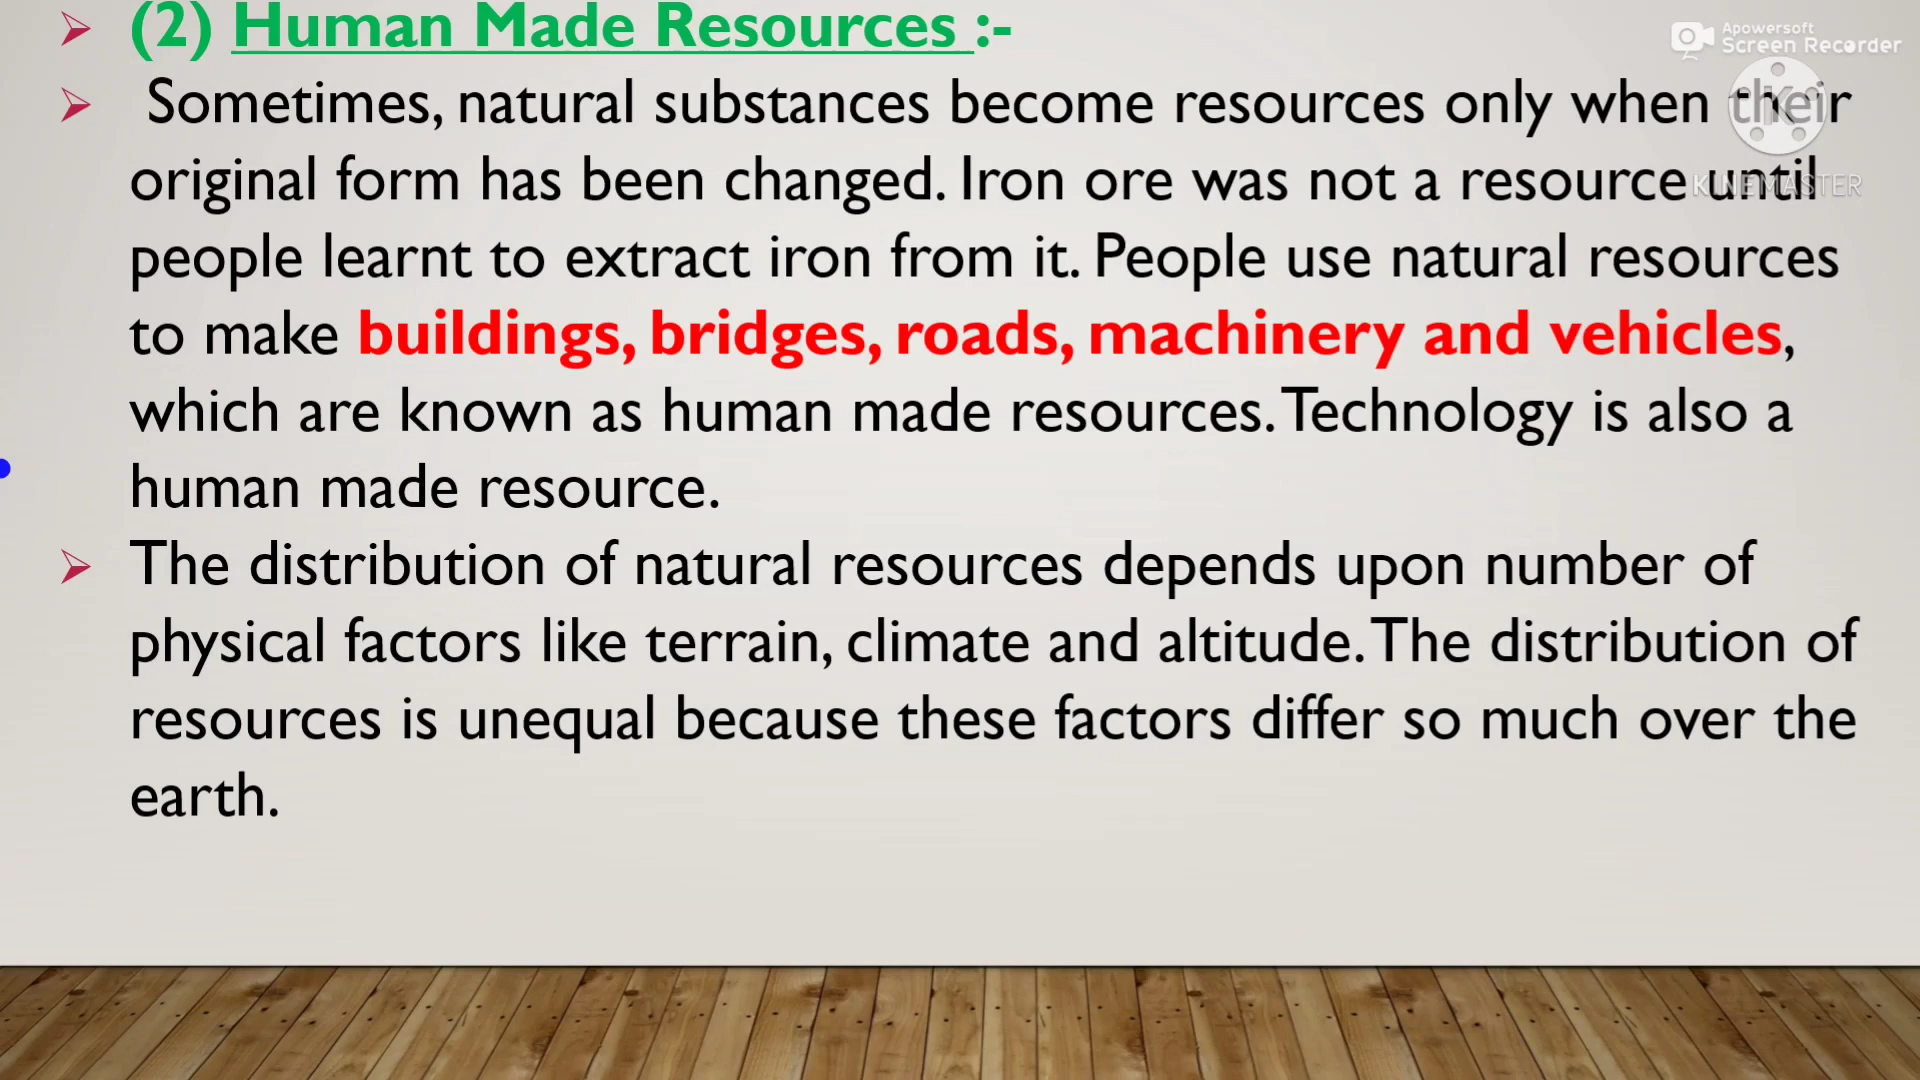 (2) Human Made Resources :-
Apowersoft
Screen Recorder
Sometimes, natural substances become resources only when their
original form has been changed. Iron ore was not a resource until
KINEMASTER
people learnt to extract iron from it. People use natural resources
to make buildings, bridges, roads, machinery and vehicles,
which are known as human made resources. Technology is also a
human made resource.
The distribution of natural resources depends upon number of
physical factors like terrain, climate and altitude. The distribution of
resources is unequal because these factors differ so much over the
earth.